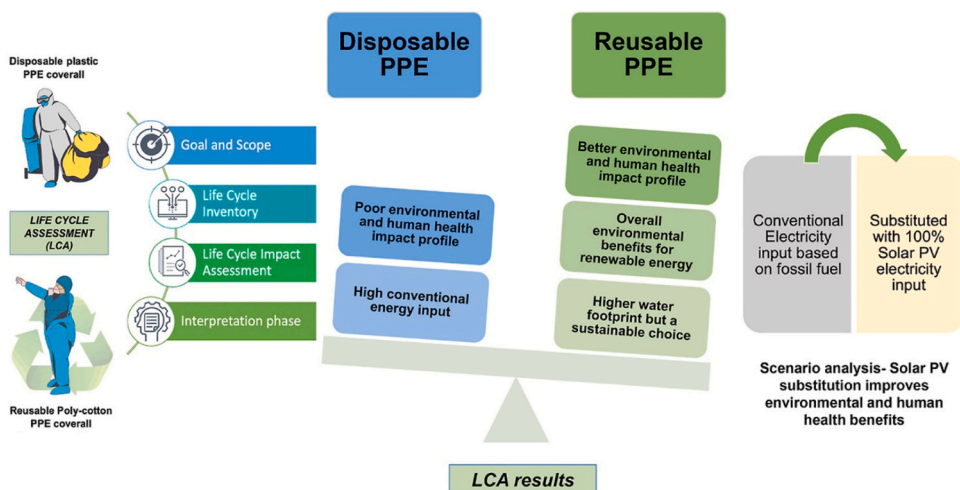 Disposable plastic
PPE coverall
LIFE CYCLE
ASSESSMENT
(LCA)
Reusable Poly-cotton
PPE coverall
Goal and Scope
Life Cycle
Inventory
Life Cycle Impact
Assessment
Interpretation phase
Disposable
PPE
Poor environmental
and human health
impact profile
High conventional
energy input
Reusable
PPE
Better environmental
and human health
impact profile
Overall
environmental
benefits for
renewable energy
Higher water
footprint but a
sustainable choice
LCA results
Conventional
Electricity
input based
on fossil fuel
Substituted
with 100%
Solar PV
electricity
input
Scenario analysis- Solar PV
substitution improves
environmental and human
health benefits